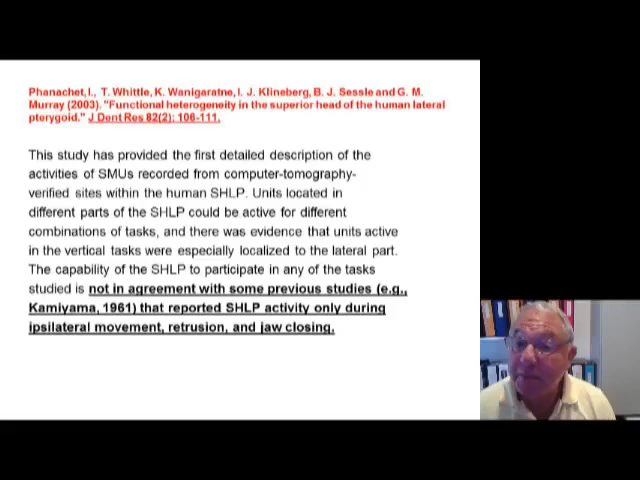 Phanachet, I., T. Whittle, K. Wanigaratne, I. J. Klineberg, B. J. Sessle and G. M.
Murray (2003). "Functional heterogeneity in the superior head of the human lateral
pterygoid." J Dent Res 82(2): 106-111.
This study has provided the first detailed description of the
activities of SMUs recorded from computer-tomography-
verified sites within the human SHLP. Units located in
different parts of the SHLP could be active for different
combinations of tasks, and there was evidence that units active
in the vertical tasks were especially localized to the lateral part.
The capability of the SHLP to participate in any of the tasks
studied is not in agreement with some previous studies (e.g.,
Kamiyama, 1961) that reported SHLP activity only during
ipsilateral movement, retrusion, and jaw closing.